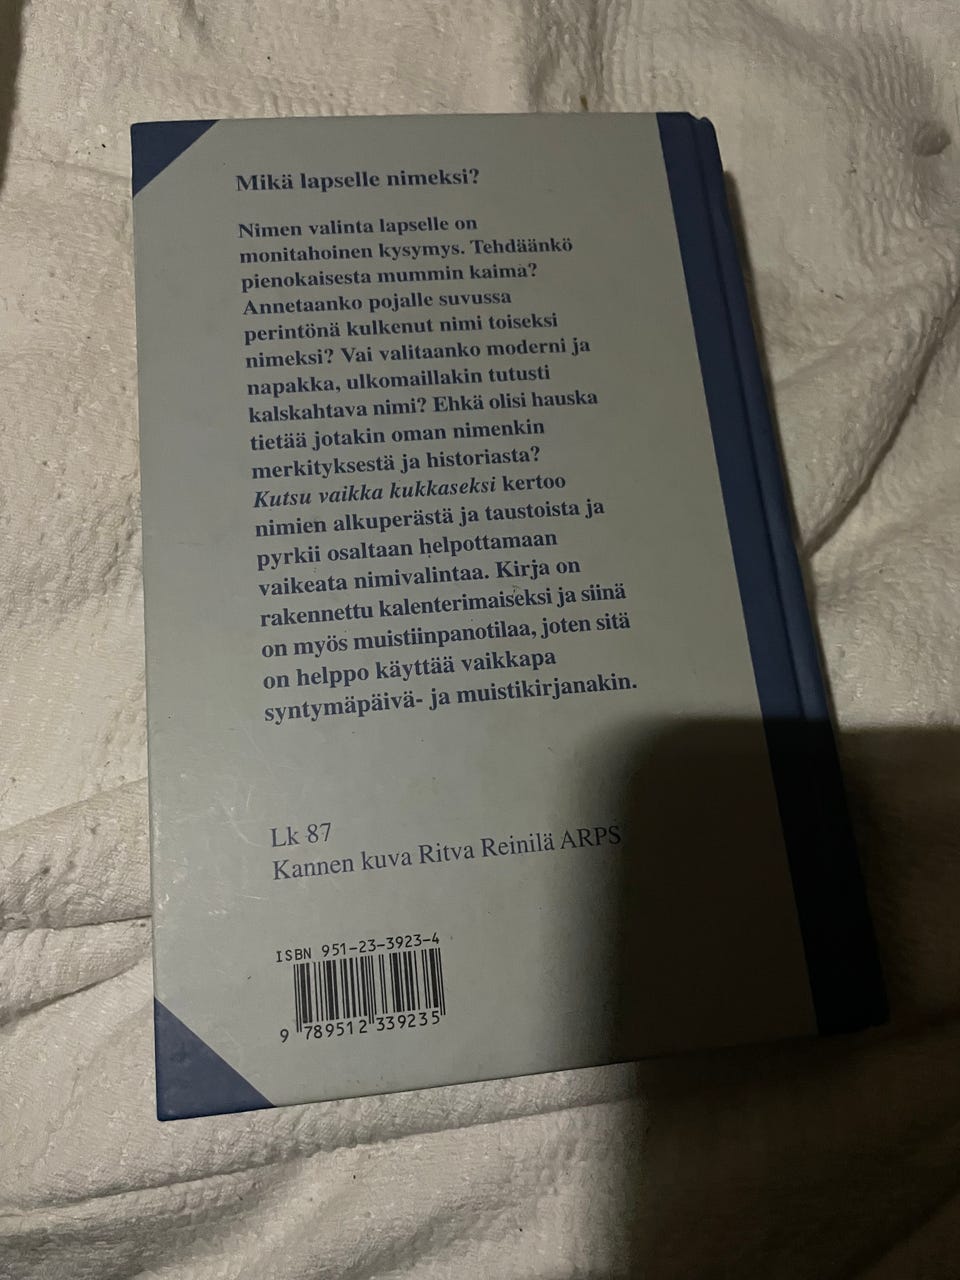 Mikä lapselle nimeksi?
Nimen valinta lapselle on
monitahoinen kysymys. Tehdäänkö
pienokaisesta mummin kaima?
Annetaanko pojalle suvussa
perintönä kulkenut nimi toiseksi
nimeksi? Vai valitaanko moderni ja
napakka, ulkomaillakin tutusti
kalskahtava nimi? Ehkä olisi hauska
tietää jotakin oman nimenkin
merkityksestä ja historiasta?
Kutsu vaikka kukkaseksi kertoo
nimien alkuperästä ja taustoista ja
pyrkii osaltaan helpottamaan
vaikeata nimivalintaa. Kirja on
rakennettu kalenterimaiseksi ja siinä
on myös muistiinpanotilaa, joten sitä
on helppo käyttää vaikkapa
syntymäpäivä- ja muistikirjanakin.
Lk 87
Kannen kuva Ritva Reinilä ARPS
ISBN 951-23-3923-4
9 789512 339235